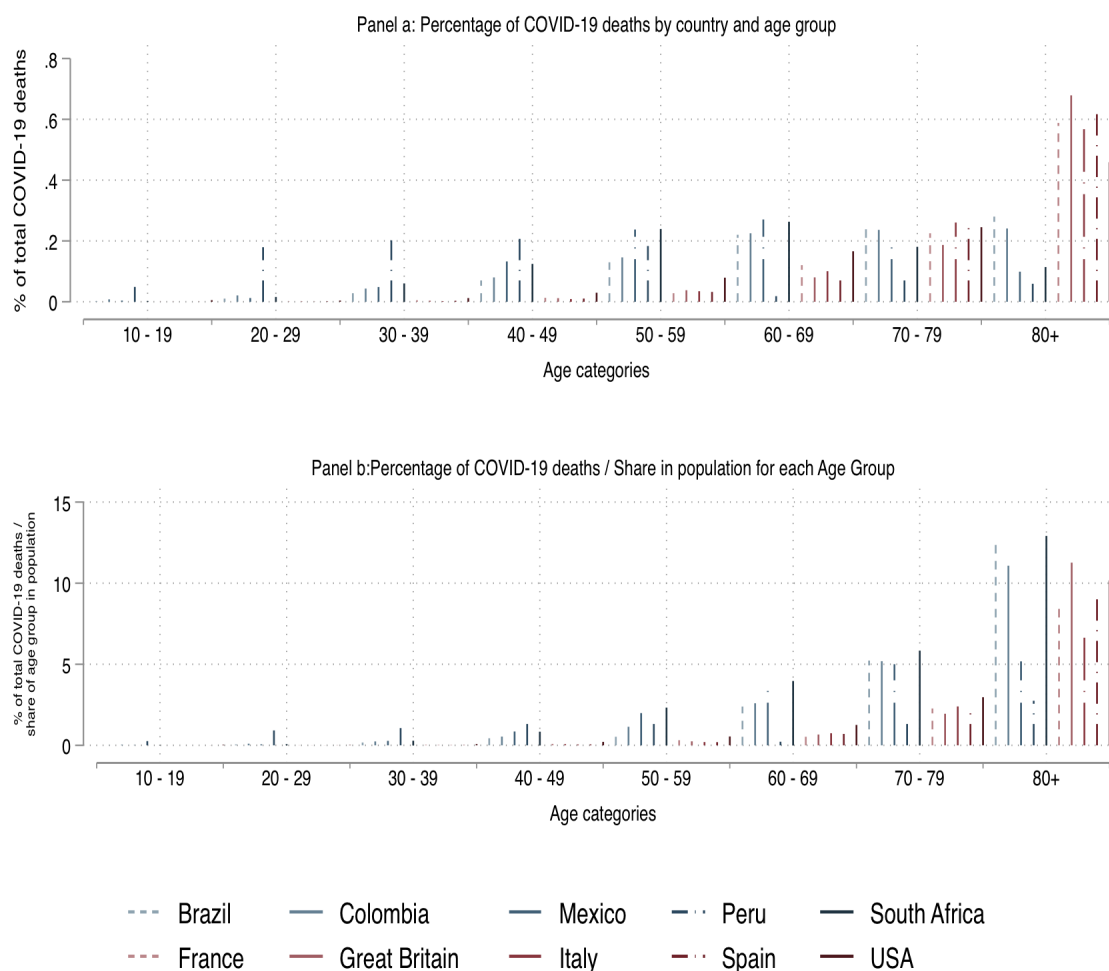 Panel a: Percentage of COVID-19 deaths by country and age group
% of total COVID-19 deaths
.8
.6
.4
.2
0
10 - 19 20 - 29 30 - 39 40 - 49 50 - 59 60 - 69 70 - 79 80+
Age categories
Panel b:Percentage of COVID-19 deaths / Share in population for each Age Group
% of total COVID-19 deaths /
share of age group in population
15
10
5
0
10 - 19 20 - 29 30 - 39 40 - 49 50 - 59 60 - 69 70 - 79 80+
Age categories
Brazil Colombia Mexico Peru South Africa
France Great Britain Italy Spain USA